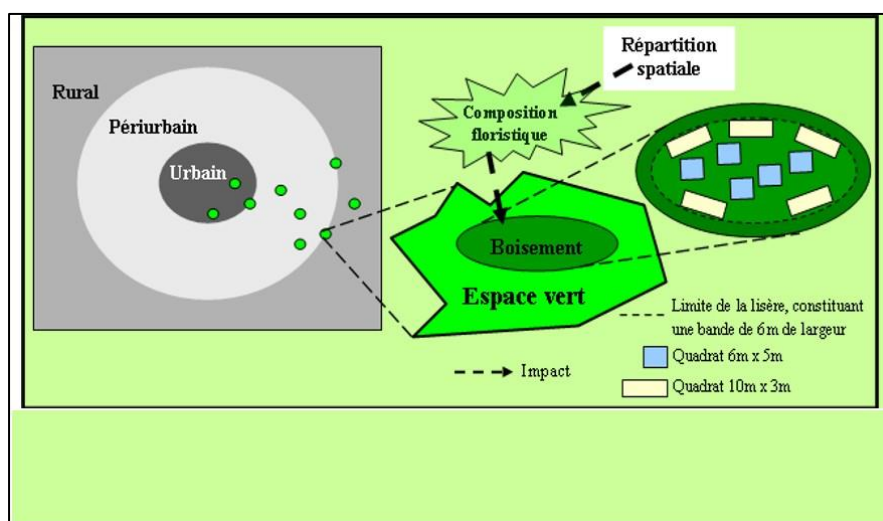 Répartition
spatiale
Rural
Périurbain
Urbain
Composition
floristique
Boisement
Espace vert
Limite de la lisère, constituant
une bande de 6m de largeur
Quadrat 6m x 5m
Impact
Quadrat 10m x 3m